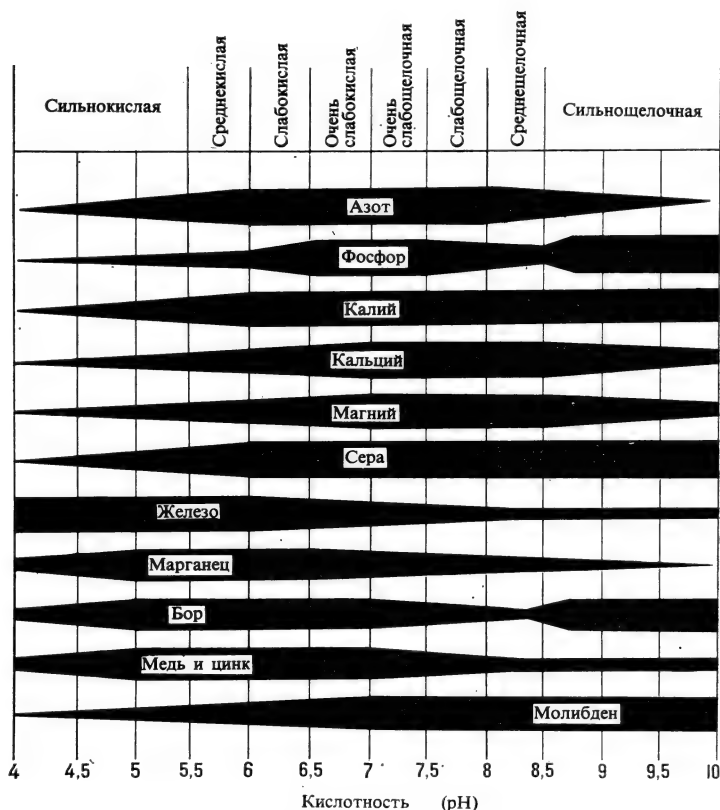 Сильнокислая
Среднекислая
Слабокислая
Очень
слабокислая
Очень
слабощелочная
Слабощелочная
Среднещелочная
Сильнощелочная
Азот
Фосфор
Калий
Кальций
Магний
Сера
Железо
Марганец
Бор
Медь и цинк
Молибден
4 4,5 5 5,5 6 6,5 7 7,5 8 8,5 9 9,5 10
Кислотность (pH)